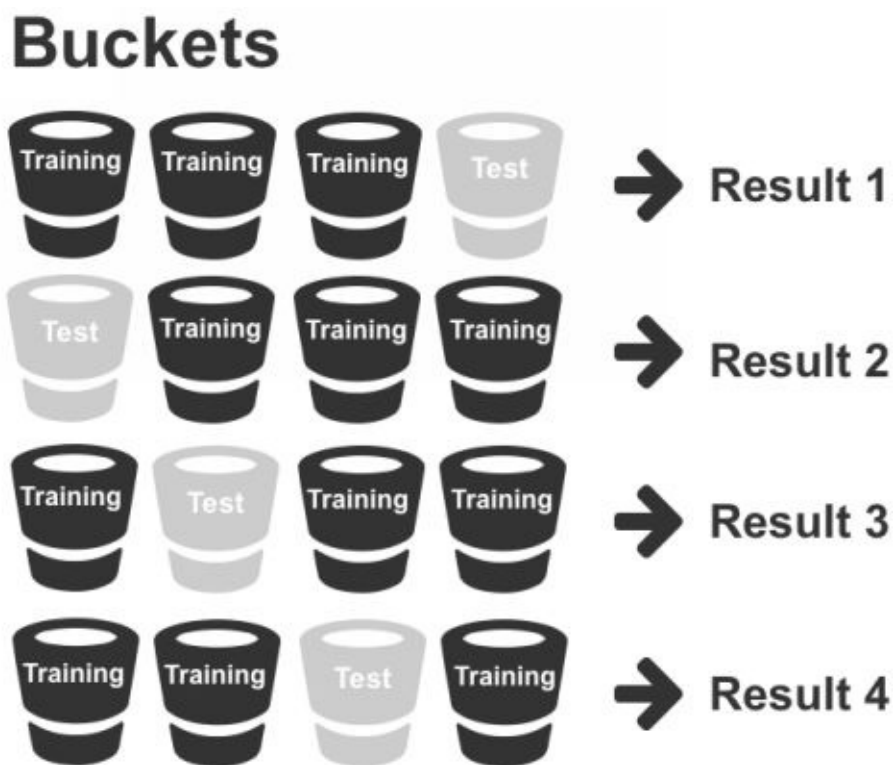 Buckets
Training Training Training Test Result 1
Test Training Training Training Result 2
Training Test Training Training Result 3
Training Training Test Training Result 4